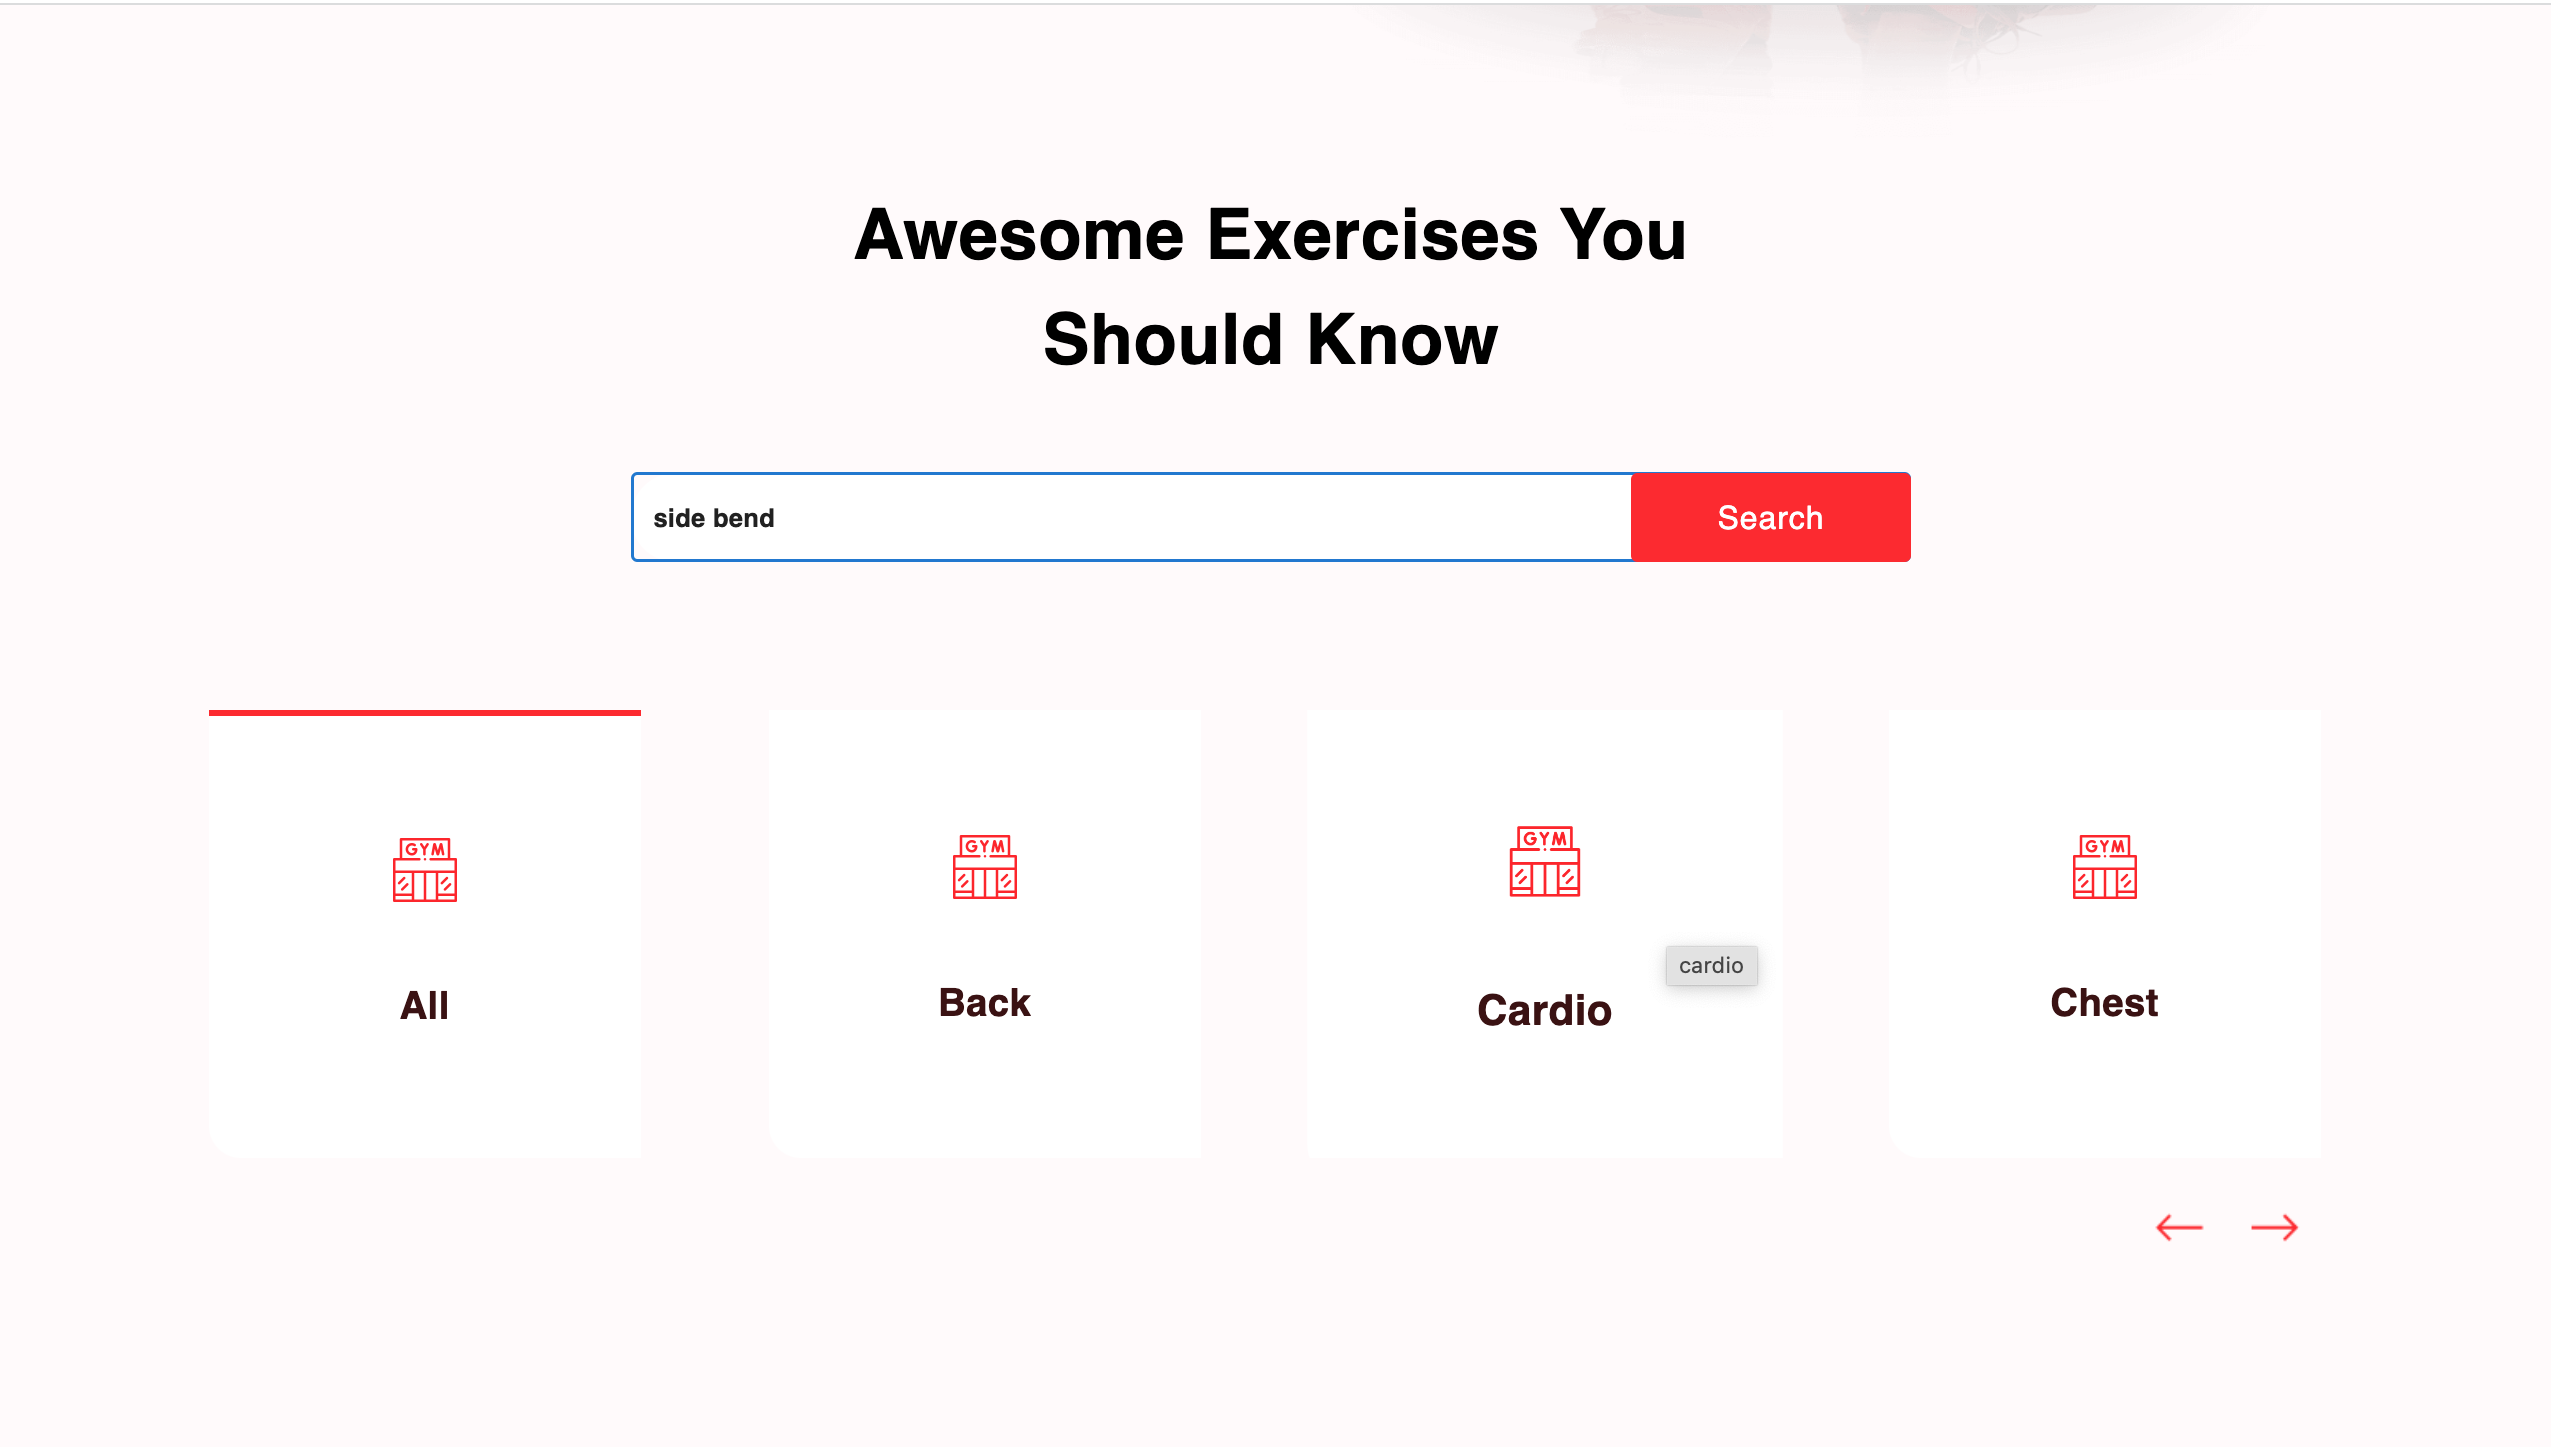 Awesome Exercises You
Should Know
side bend
Search
GYM
GYM
GYM
GYM
All
Back
Cardio
cardio
Chest